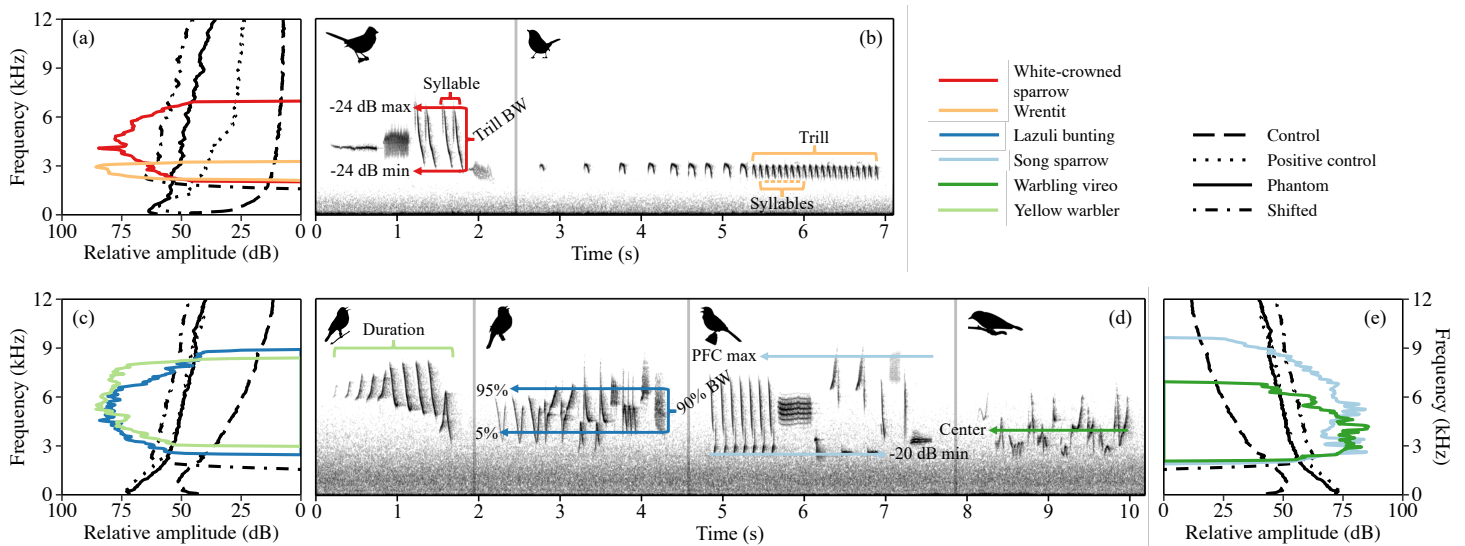 (a)
12
9
6
3
0
Frequency (kHz)
100 75 50 25 0
Relative amplitude (dB)
(b)
Syllable
-24 dB max
Trill BW
-24 dB min
Trill
Syllables
0 1 2 3 4 5 6 7
Time (s)
White-crowned
sparrow
Wrentit
Lazuli bunting
Song sparrow
Warbling vireo
Yellow warbler
Control
Positive control
Phantom
Shifted
(c)
12
9
6
3
0
Frequency (kHz)
100 75 50 25 0
Relative amplitude (dB)
(d)
Duration
95%
90% BW
5%
PFC max
-20 dB min
Center
0 1 2 3 4 5 6 7 8 9 10
Time (s)
(e)
12
9
6
3
0
Frequency (kHz)
0 25 50 75 100
Relative amplitude (dB)